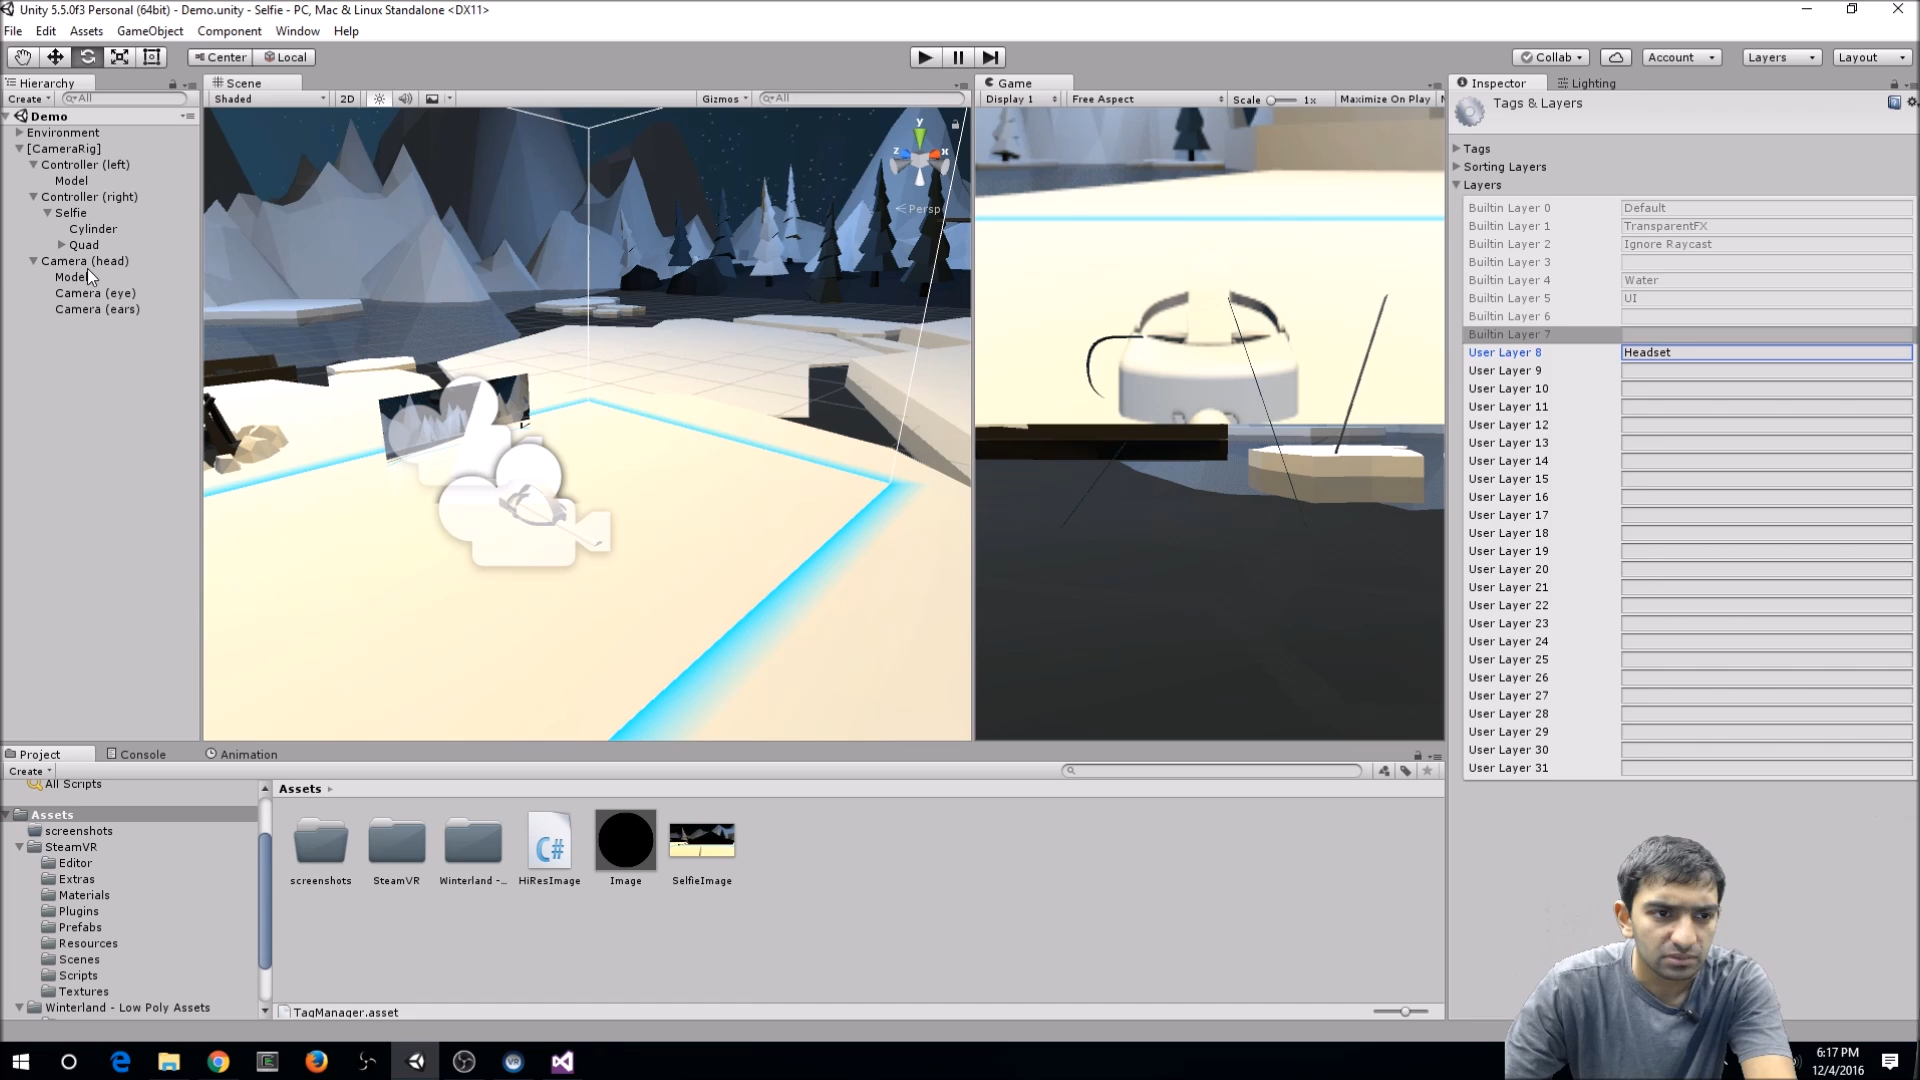 Unity 5.5.0f3 Personal (64bit) - Demo.unity - Selfie - PC, Mac & Linux Standalone <DX11>
File Edit Assets GameObject Component Window Help
Center Local Collab Account Layers Layout
Hierarchy
Create All
Demo
Environment
[CameraRig]
Controller (left)
Model
Controller (right)
Selfie
Cylinder
Quad
Camera (head)
Model
Camera (eye)
Camera (ears)
Scene
Shaded 2D Gizmos All
y
z x
Persp
Game
Display 1 Free Aspect Scale 1x Maximize On Play
Inspector Lighting
Tags & Layers
Tags
Sorting Layers
Layers
Builtin Layer 0 Default
Builtin Layer 1 TransparentFX
Builtin Layer 2 Ignore Raycast
Builtin Layer 3
Builtin Layer 4 Water
Builtin Layer 5 UI
Builtin Layer 6
Builtin Layer 7
User Layer 8 Headset
User Layer 9
User Layer 10
User Layer 11
User Layer 12
User Layer 13
User Layer 14
User Layer 15
User Layer 16
User Layer 17
User Layer 18
User Layer 19
User Layer 20
User Layer 21
User Layer 22
User Layer 23
User Layer 24
User Layer 25
User Layer 26
User Layer 27
User Layer 28
User Layer 29
User Layer 30
User Layer 31
Project Console Animation
Create
All Scripts
Assets
screenshots
SteamVR
Editor
Extras
Materials
Plugins
Prefabs
Resources
Scenes
Scripts
Textures
Winterland - Low Poly Assets
Assets
C#
screenshots SteamVR Winterland -... HiResImage Image SelfieImage
TagManager.asset
6:17 PM
12/4/2016